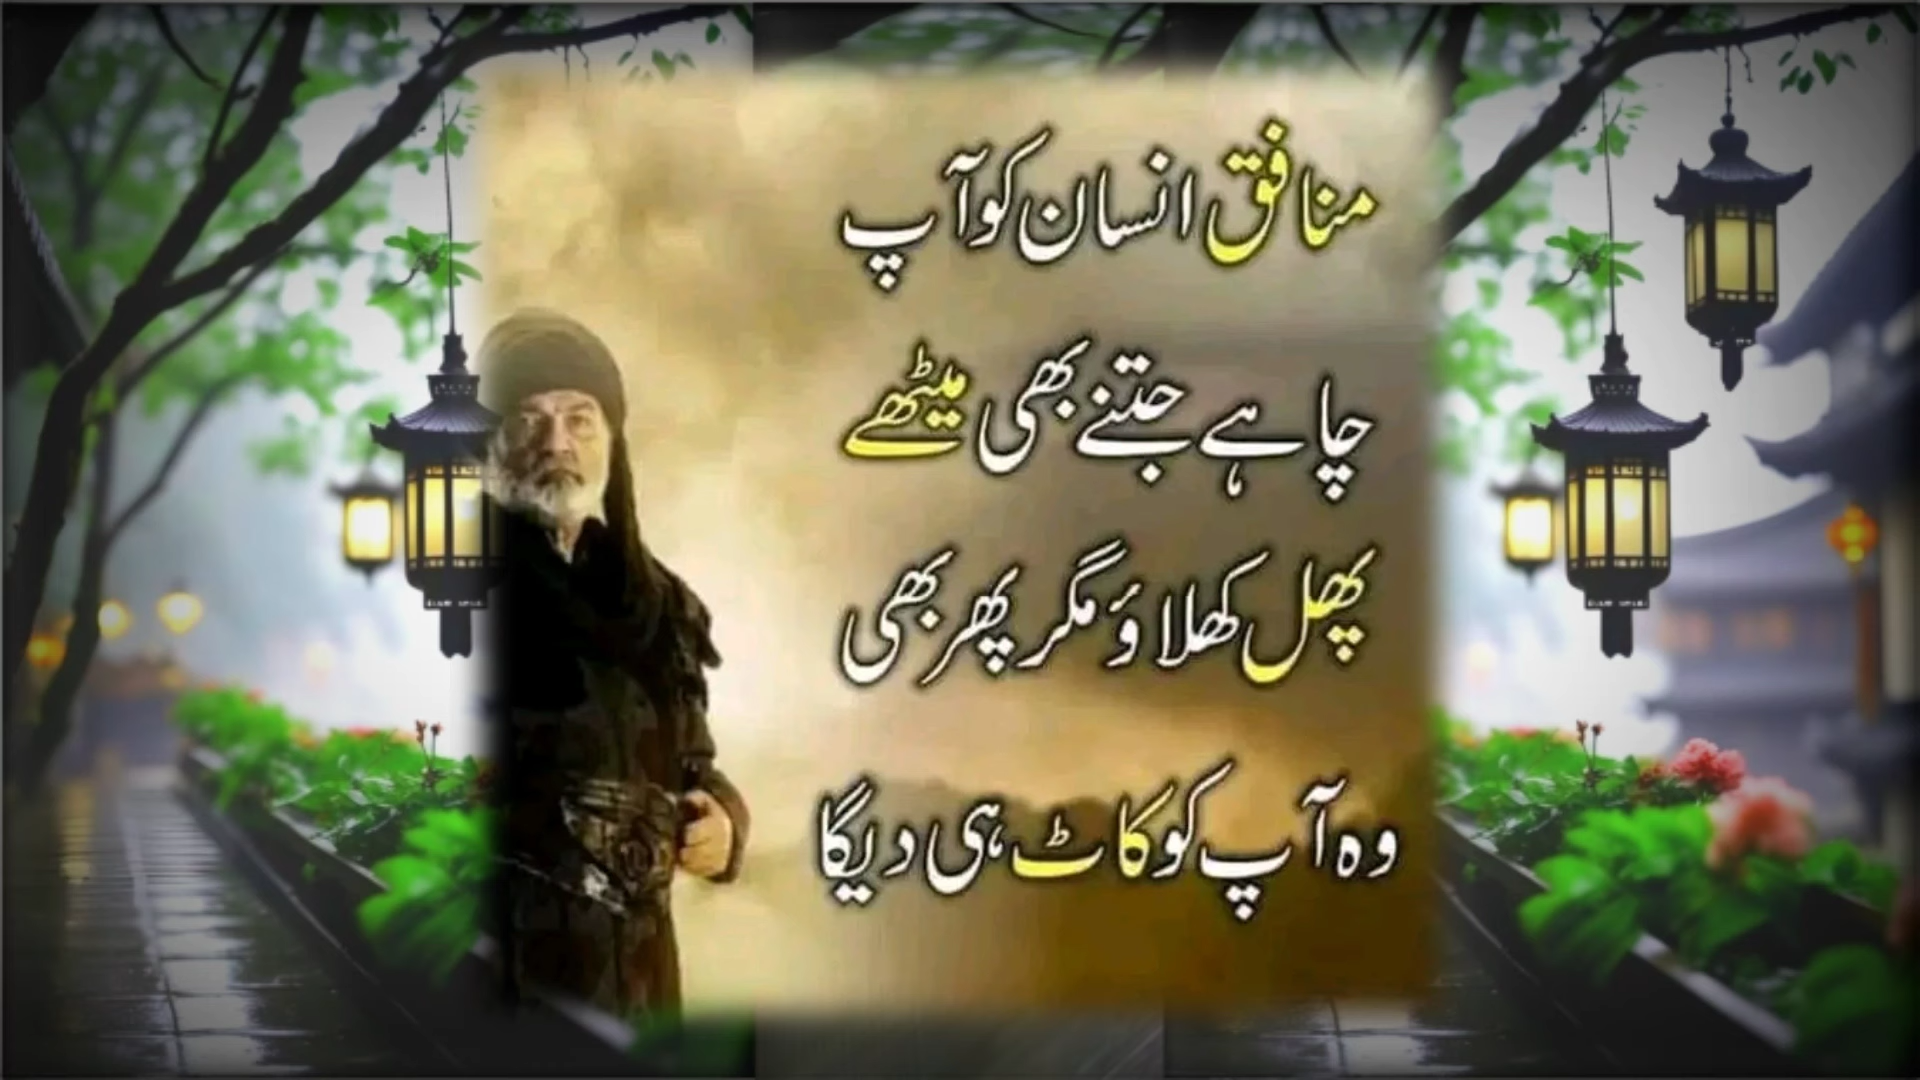 منافق انسان کو آپ
چاہے جتنے بھی میٹھے
پھل کھلاؤ مگر پھر بھی
وہ آپ کو کاٹ ہی دیگا